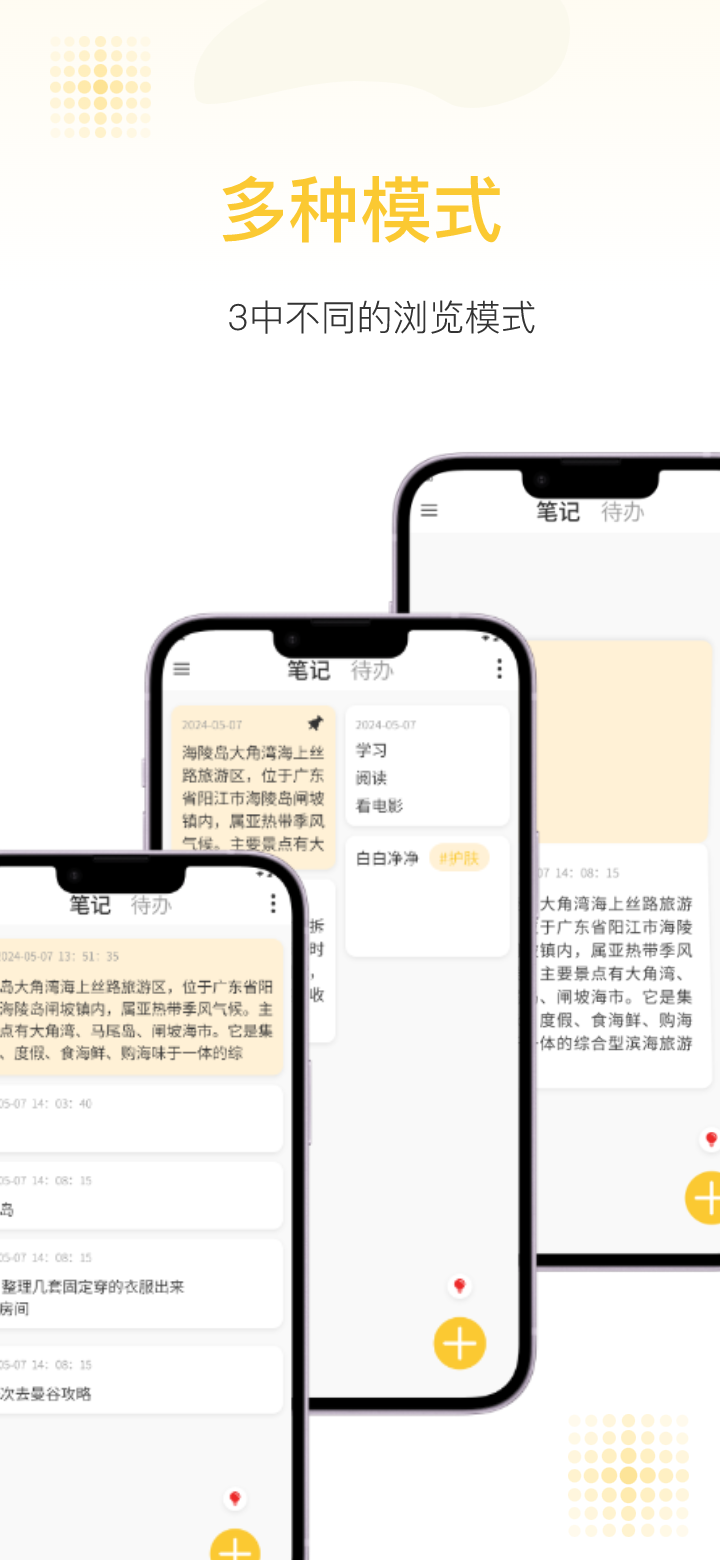 多种模式
3中不同的浏览模式
笔记 待办
笔记 待办
2024-05-07
海陵岛大角湾海上丝
路旅游区，位于广东
省阳江市海陵岛闸坡
镇内，属亚热带季风
气候。主要景点有大
2024-05-07
学习
阅读
看电影
白白净净 #护肤
拆
时
，
收
07 14：08：15
大角湾海上丝路旅游
于广东省阳江市海陵
镇内，属亚热带季风
主要景点有大角湾、
、闸坡海市。它是集
度假、食海鲜、购海
体的综合型滨海旅游
笔记 待办
2024-05-07 13：51：35
岛大角湾海上丝路旅游区，位于广东省阳
海陵岛闸坡镇内，属亚热带季风气候。主
点有大角湾、马尾岛、闸坡海市。它是集
、度假、食海鲜、购海味于一体的综
05-07 14：03：40
05-07 14：08：15
岛
05-07 14：08：15
整理几套固定穿的衣服出来
房间
05-07 14：08：15
次去曼谷攻略